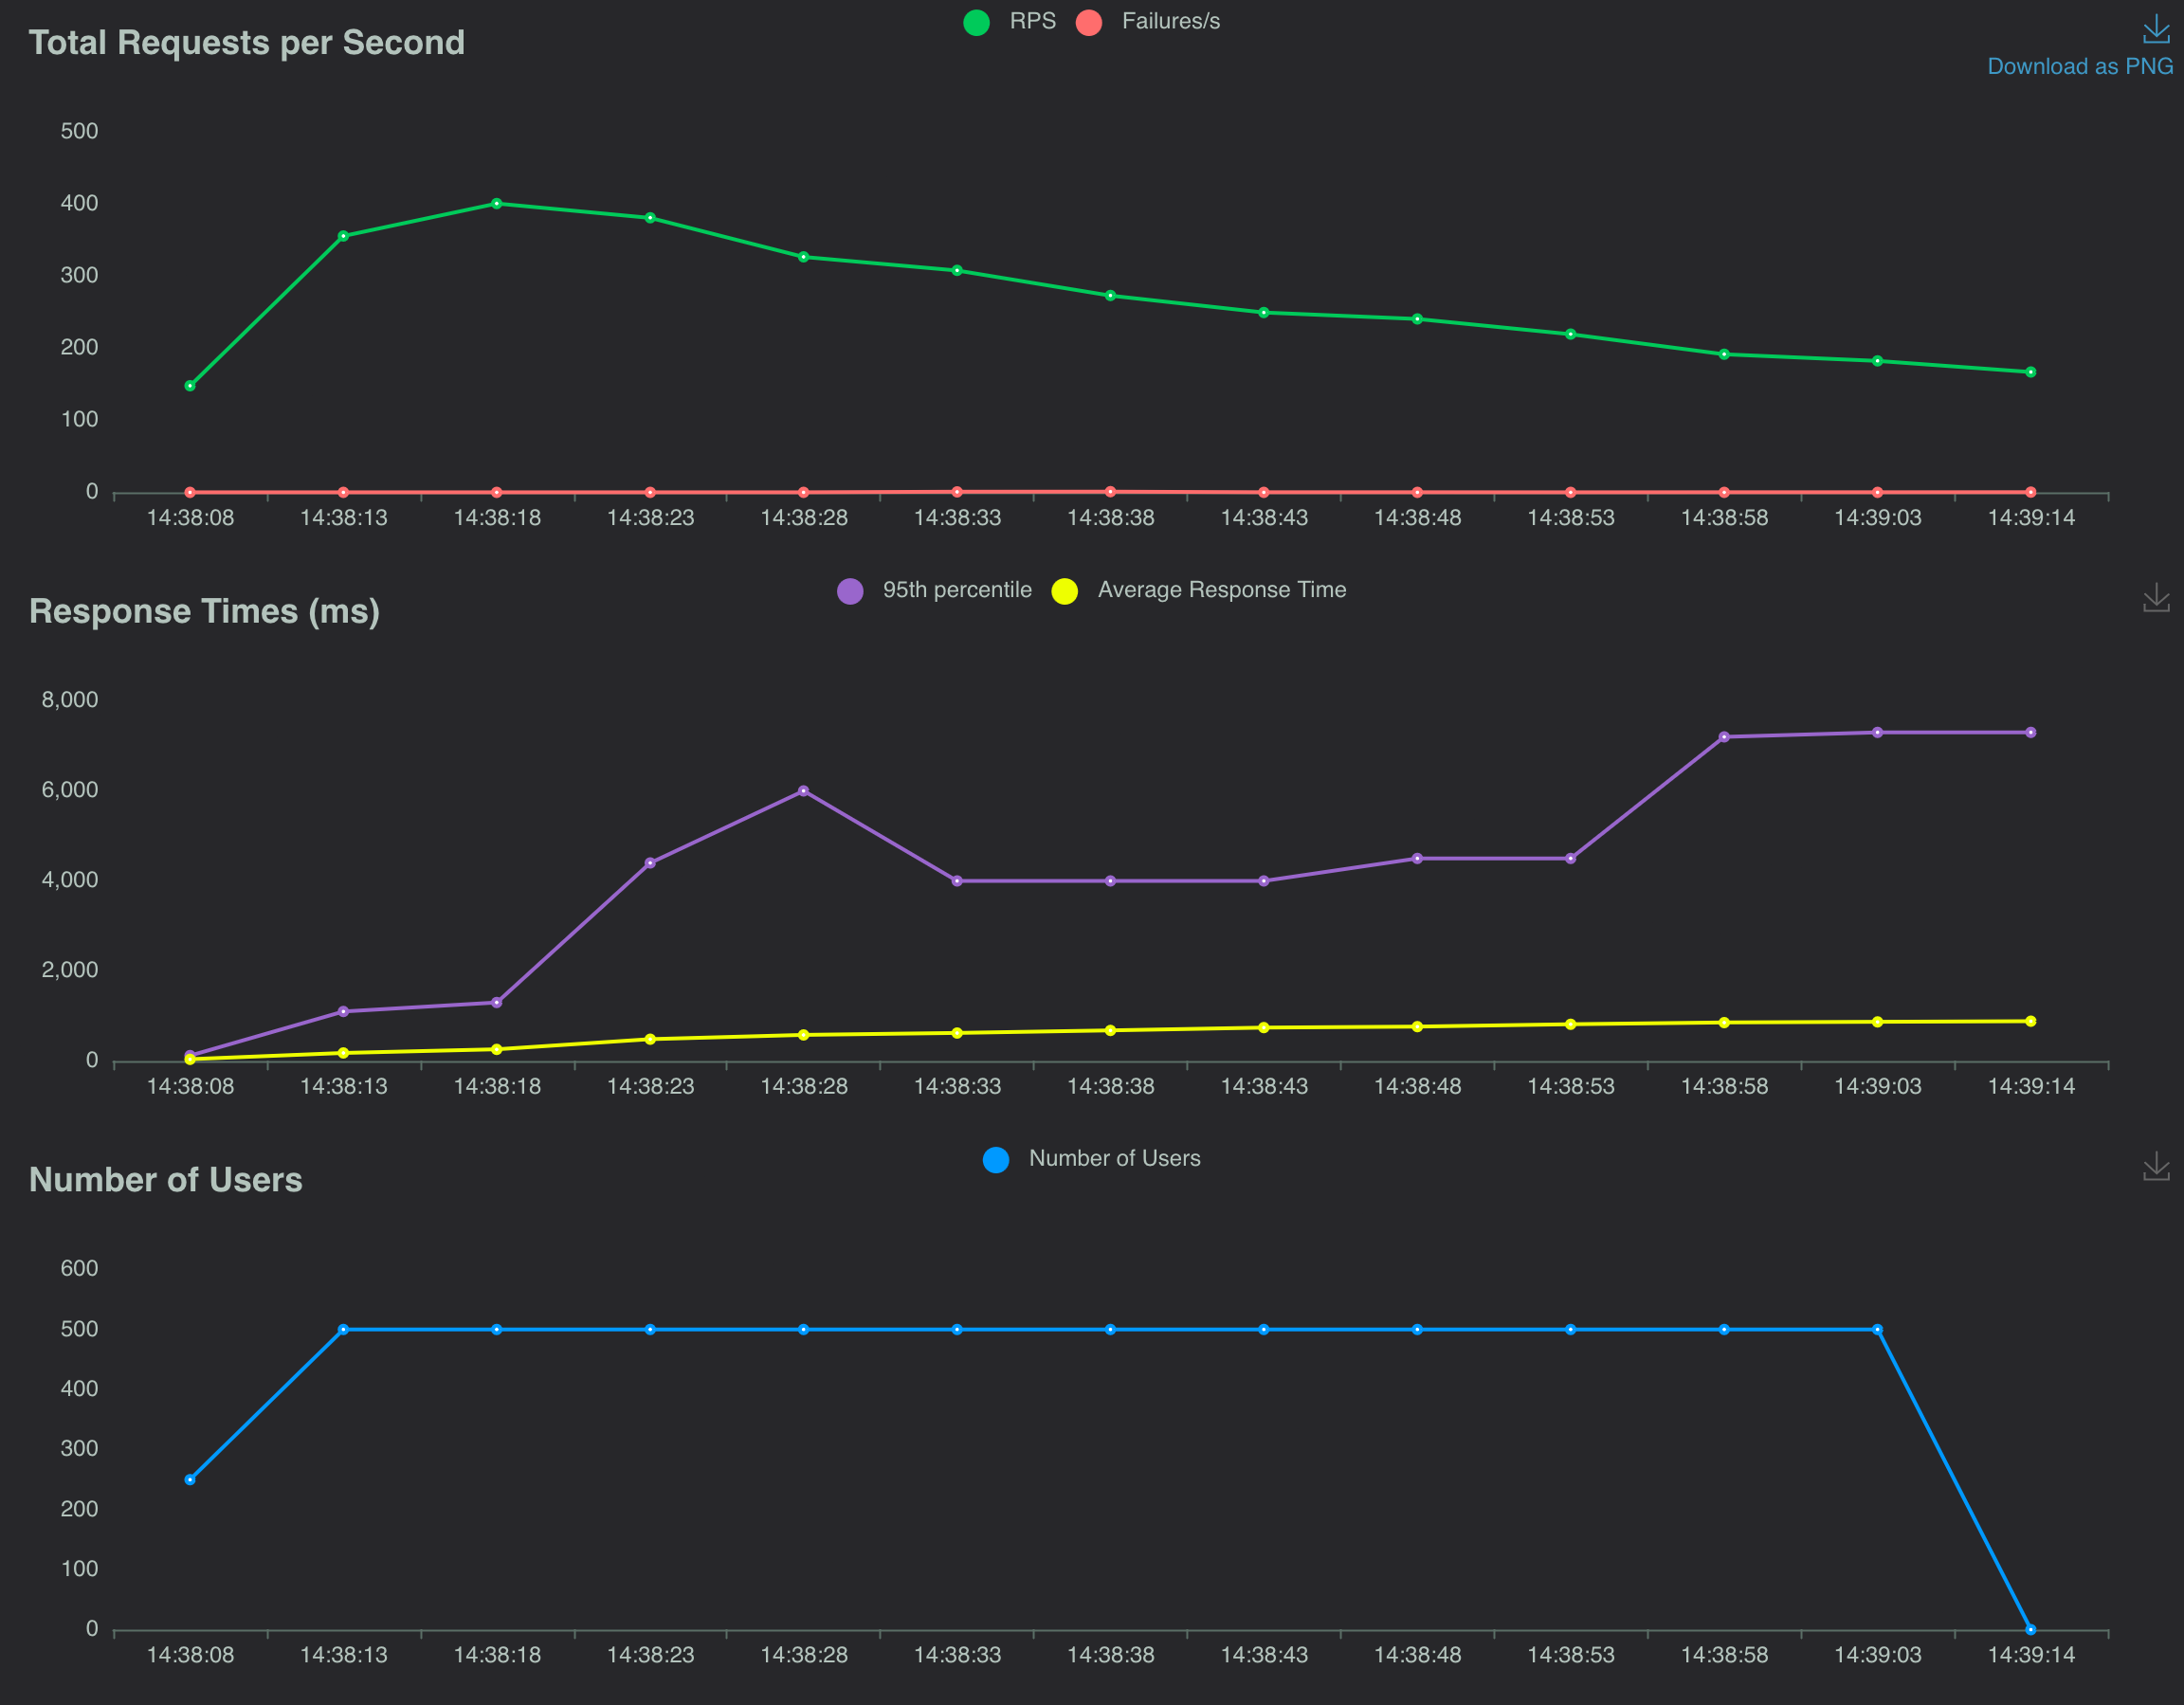 RPS Failures/s
Total Requests per Second
Download as PNG
500
400
300
200
100
0
14:38:08 14:38:13 14:38:18 14:38:23 14:38:28 14:38:33 14:38:38 14:38:43 14:38:48 14:38:53 14:38:58 14:39:03 14:39:14
95th percentile Average Response Time
Response Times (ms)
8,000
6,000
4,000
2,000
0
14:38:08 14:38:13 14:38:18 14:38:23 14:38:28 14:38:33 14:38:38 14:38:43 14:38:48 14:38:53 14:38:58 14:39:03 14:39:14
Number of Users
Number of Users
600
500
400
300
200
100
0
14:38:08 14:38:13 14:38:18 14:38:23 14:38:28 14:38:33 14:38:38 14:38:43 14:38:48 14:38:53 14:38:58 14:39:03 14:39:14